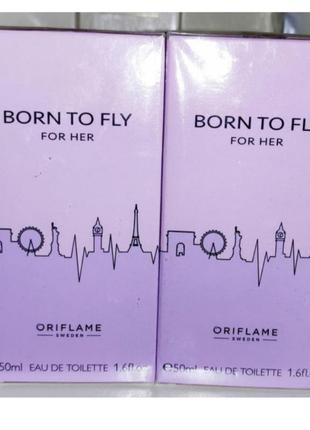 BORN TO FLY
FOR HER
ORIFLAME
SWEDEN
50ml EAU DE TOILETTE 1.6fl.oz
BORN TO FL
FOR HER
ORIFLAME
SWEDEN
℮50ml EAU DE TOILETTE 1.6fl